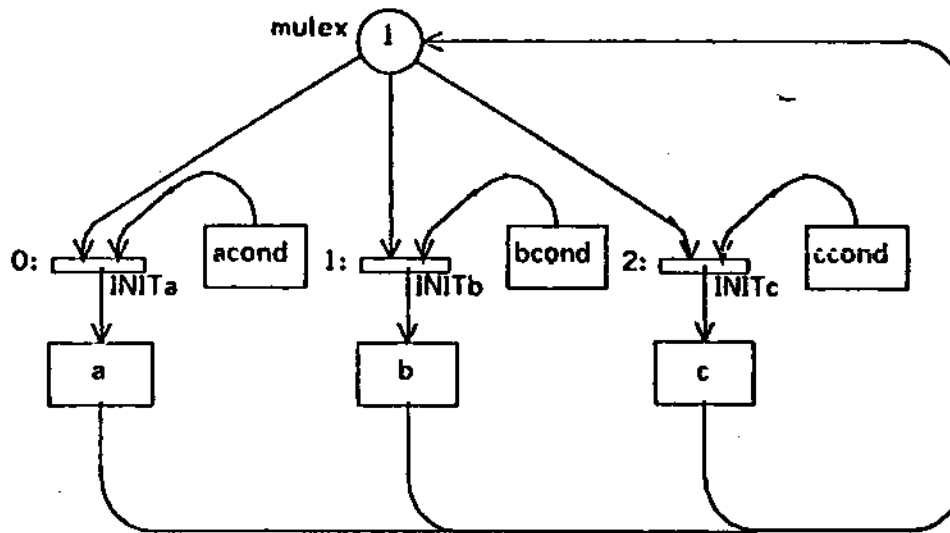 mulex
1
0:
acond
INITa
1:
bcond
INITb
2:
ccond
INITc
a
b
c